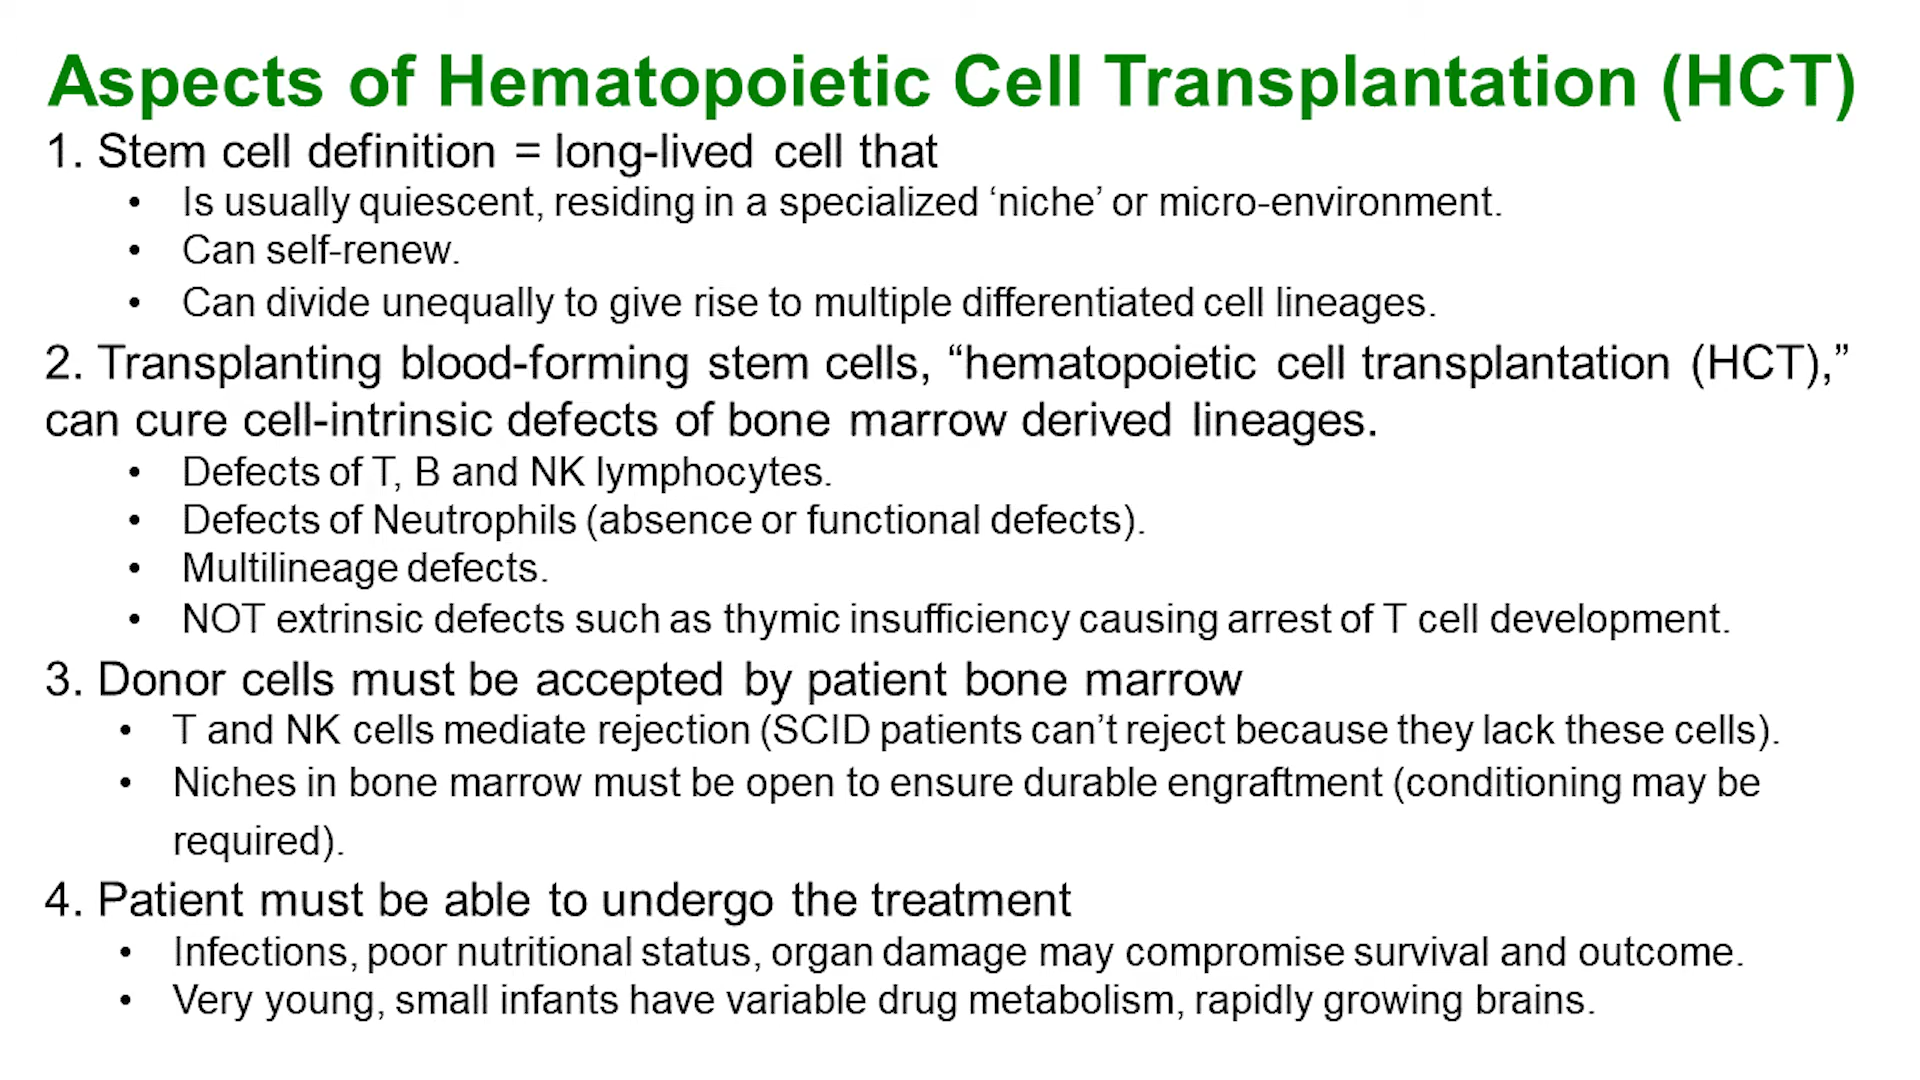 Aspects of Hematopoietic Cell Transplantation (HCT)
1. Stem cell definition = long-lived cell that
• Is usually quiescent, residing in a specialized ‘niche’ or micro-environment.
• Can self-renew.
• Can divide unequally to give rise to multiple differentiated cell lineages.
2. Transplanting blood-forming stem cells, “hematopoietic cell transplantation (HCT),”
can cure cell-intrinsic defects of bone marrow derived lineages.
• Defects of T, B and NK lymphocytes.
• Defects of Neutrophils (absence or functional defects).
• Multilineage defects.
• NOT extrinsic defects such as thymic insufficiency causing arrest of T cell development.
3. Donor cells must be accepted by patient bone marrow
• T and NK cells mediate rejection (SCID patients can’t reject because they lack these cells).
• Niches in bone marrow must be open to ensure durable engraftment (conditioning may be
required).
4. Patient must be able to undergo the treatment
• Infections, poor nutritional status, organ damage may compromise survival and outcome.
• Very young, small infants have variable drug metabolism, rapidly growing brains.